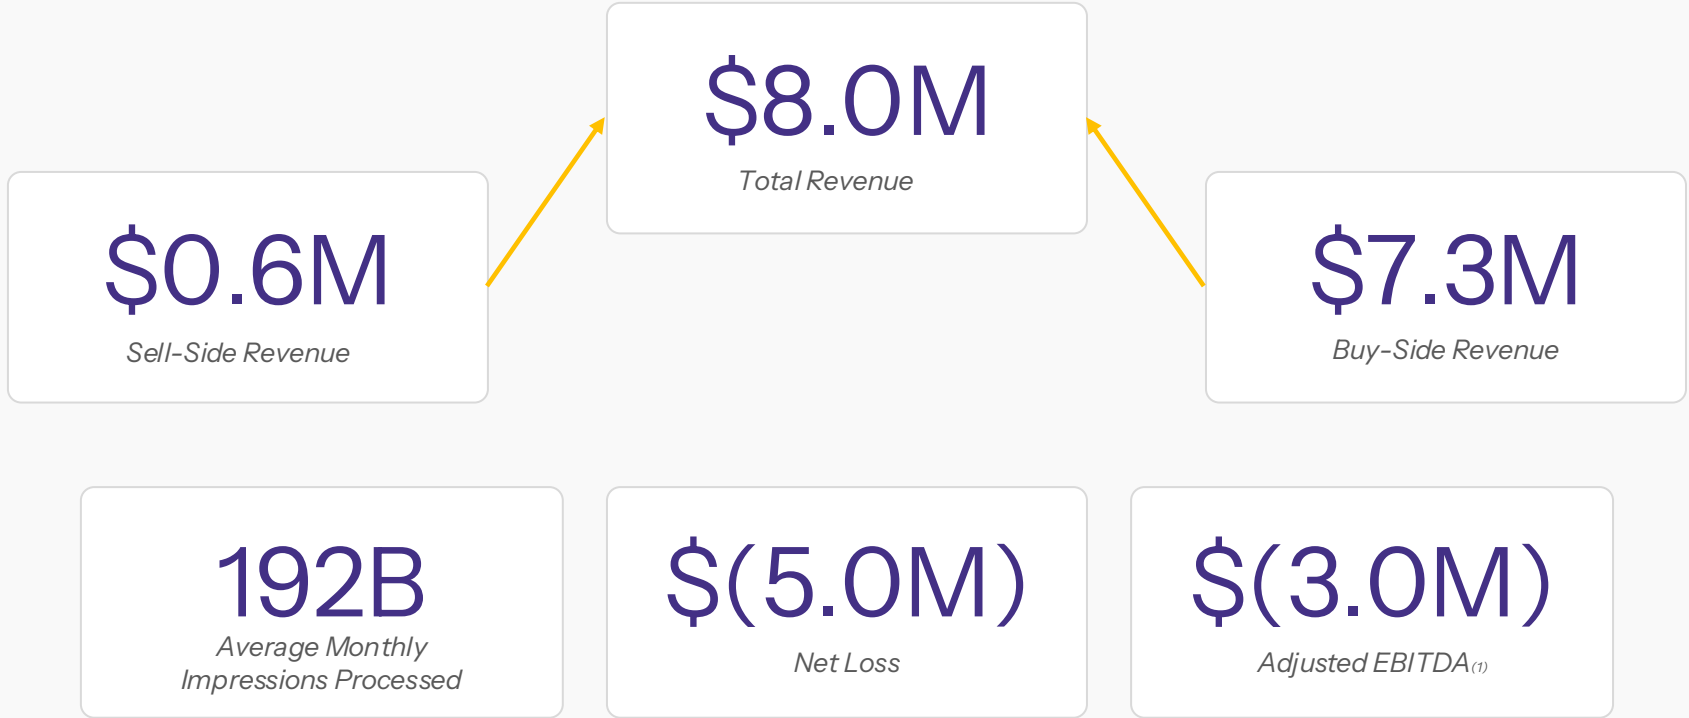 $8.0M
Total Revenue
$0.6M
Sell-Side Revenue
$7.3M
Buy-Side Revenue
192B
Average Monthly
Impressions Processed
$(5.0M)
Net Loss
$(3.0M)
Adjusted EBITDA(1)